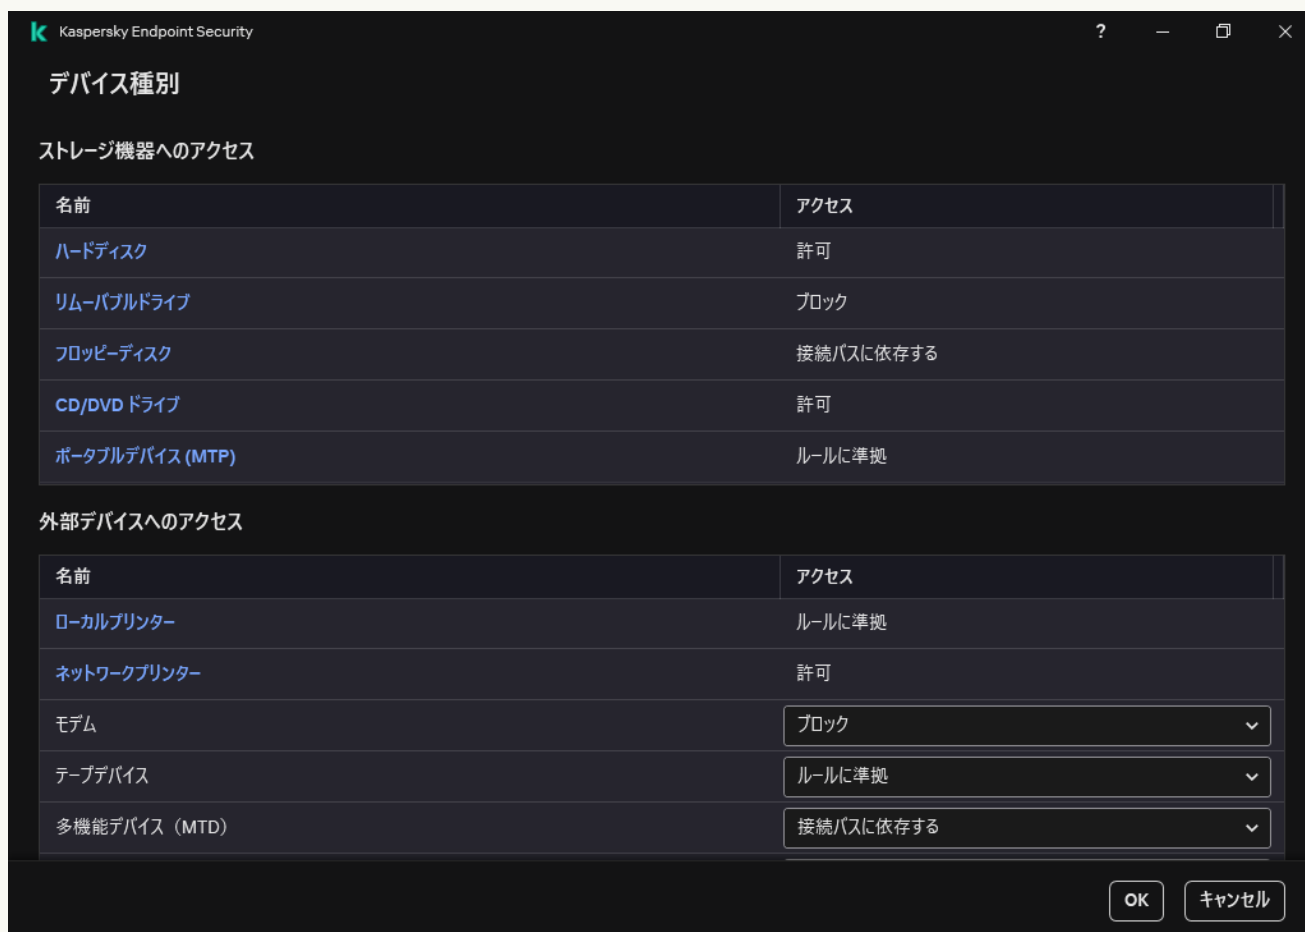 Kaspersky Endpoint Security
デバイス種別
ストレージ機器へのアクセス
名前 アクセス
ハードディスク 許可
リムーバブルドライブ ブロック
フロッピーディスク 接続バスに依存する
CD/DVD ドライブ 許可
ポータブルデバイス (MTP) ルールに準拠
外部デバイスへのアクセス
名前 アクセス
ローカルプリンター ルールに準拠
ネットワークプリンター 許可
モデム ブロック
テープデバイス ルールに準拠
多機能デバイス（MTD） 接続バスに依存する
OK キャンセル